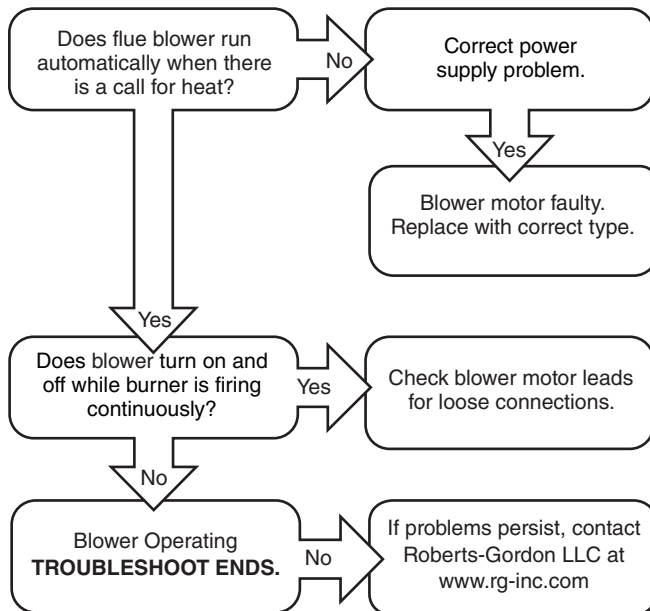 Does flue blower run
automatically when there
is a call for heat?
No
Correct power
supply problem.
Yes
Blower motor faulty.
Replace with correct type.
Yes
Does blower turn on and
off while burner is firing
continuously?
Yes
Check blower motor leads
for loose connections.
No
Blower Operating
TROUBLESHOOT ENDS.
No
If problems persist, contact
Roberts-Gordon LLC at
www.rg-inc.com